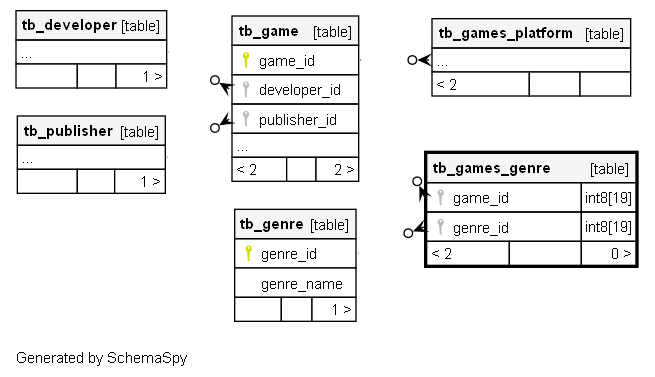 tb_developer [table]
...
1 >
tb_publisher [table]
...
1 >
tb_game [table]
game_id
developer_id
publisher_id
...
< 2 2 >
tb_genre [table]
genre_id
genre_name
1 >
tb_games_platform [table]
...
< 2
tb_games_genre [table]
game_id int8[19]
genre_id int8[19]
< 2 0 >
Generated by SchemaSpy